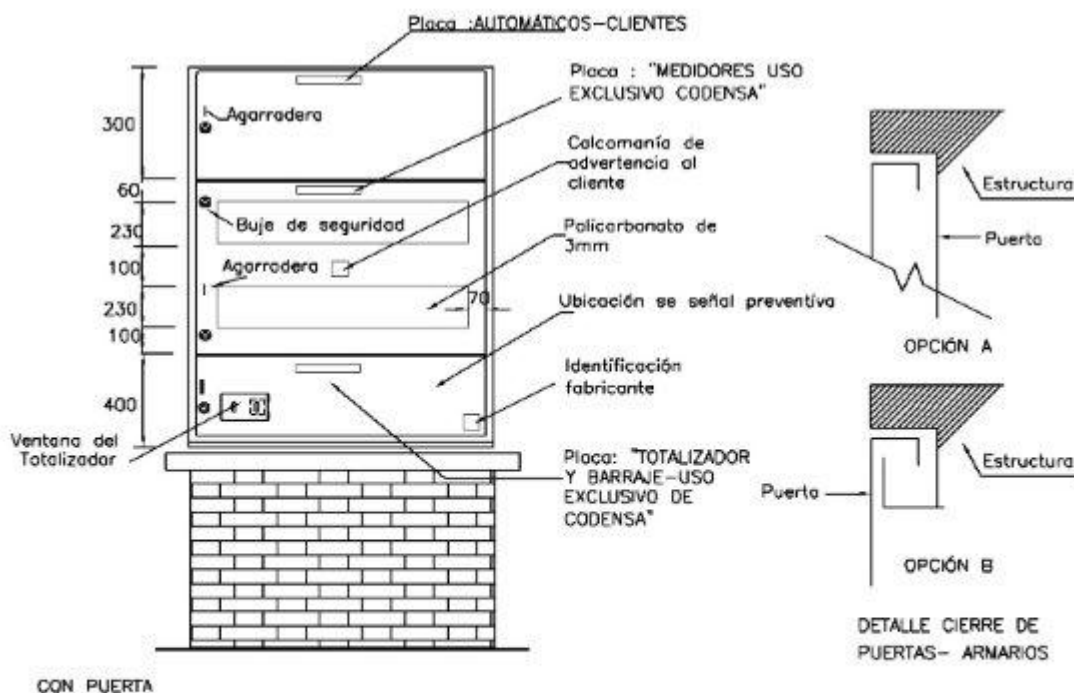 Placa :AUTOMÁTICOS-CLIENTES
Placa : "MEDIDORES USO
EXCLUSIVO CODENSA"
Agarradera
300
Calcomanía de
advertencia al
cliente
60
Buje de seguridad
230
Policarbonato de
3mm
100
Agarradera
70
230
Ubicación se señal preventiva
100
Identificación
fabricante
400
Ventana del
Totalizador
Placa: "TOTALIZADOR
Y BARRAJE-USO
EXCLUSIVO DE
CODENSA"
CON PUERTA
Estructura
Puerta
OPCIÓN A
Estructura
Puerta
OPCIÓN B
DETALLE CIERRE DE
PUERTAS- ARMARIOS